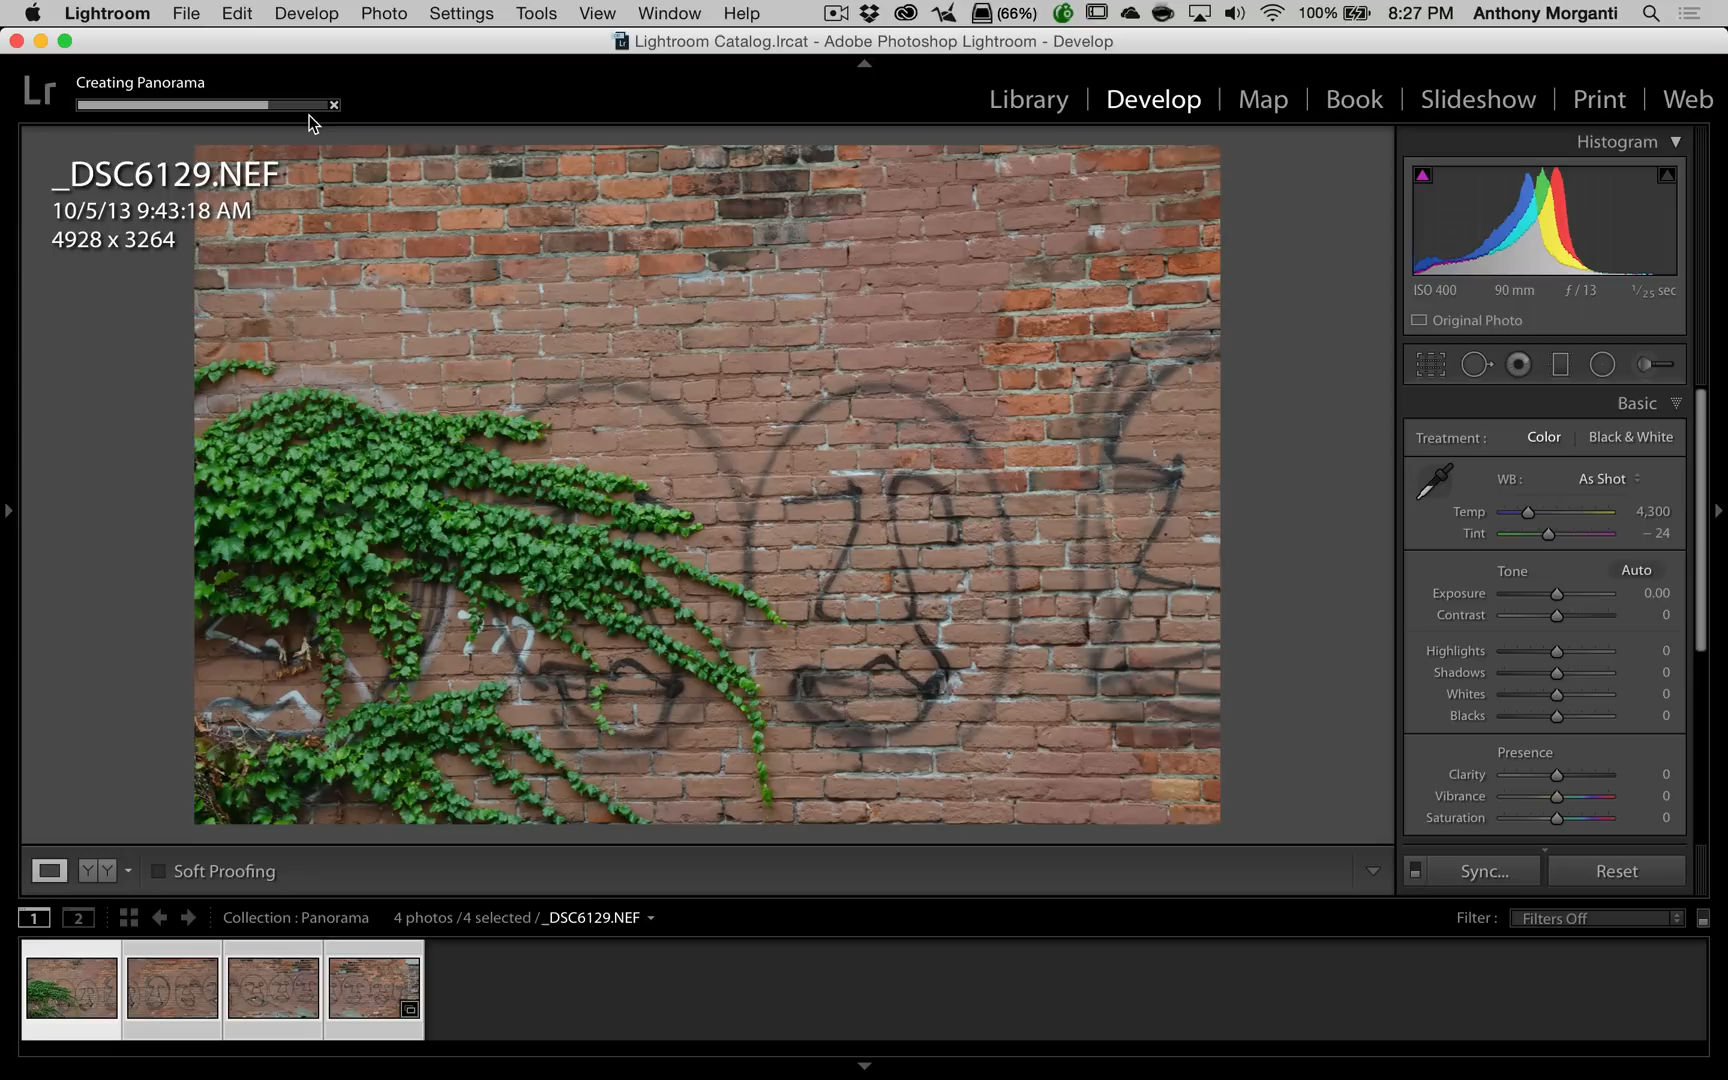 Lightroom File Edit Develop Photo Settings Tools View Window Help (66%) 100% 8:27 PM Anthony Morganti
Lr Lightroom Catalog.lrcat - Adobe Photoshop Lightroom - Develop
Lr Creating Panorama
Library | Develop | Map | Book | Slideshow | Print | Web
_DSC6129.NEF
10/5/13 9:43:18 AM
4928 x 3264
Histogram
ISO 400 90 mm ƒ / 13 1/25 sec
Original Photo
Basic
Treatment : Color Black & White
WB : As Shot
Temp 4,300
Tint – 24
Tone Auto
Exposure 0.00
Contrast 0
Highlights 0
Shadows 0
Whites 0
Blacks 0
Presence
Clarity 0
Vibrance 0
Saturation 0
YY Soft Proofing
Sync... Reset
1 2 Collection : Panorama 4 photos /4 selected /_DSC6129.NEF Filter : Filters Off